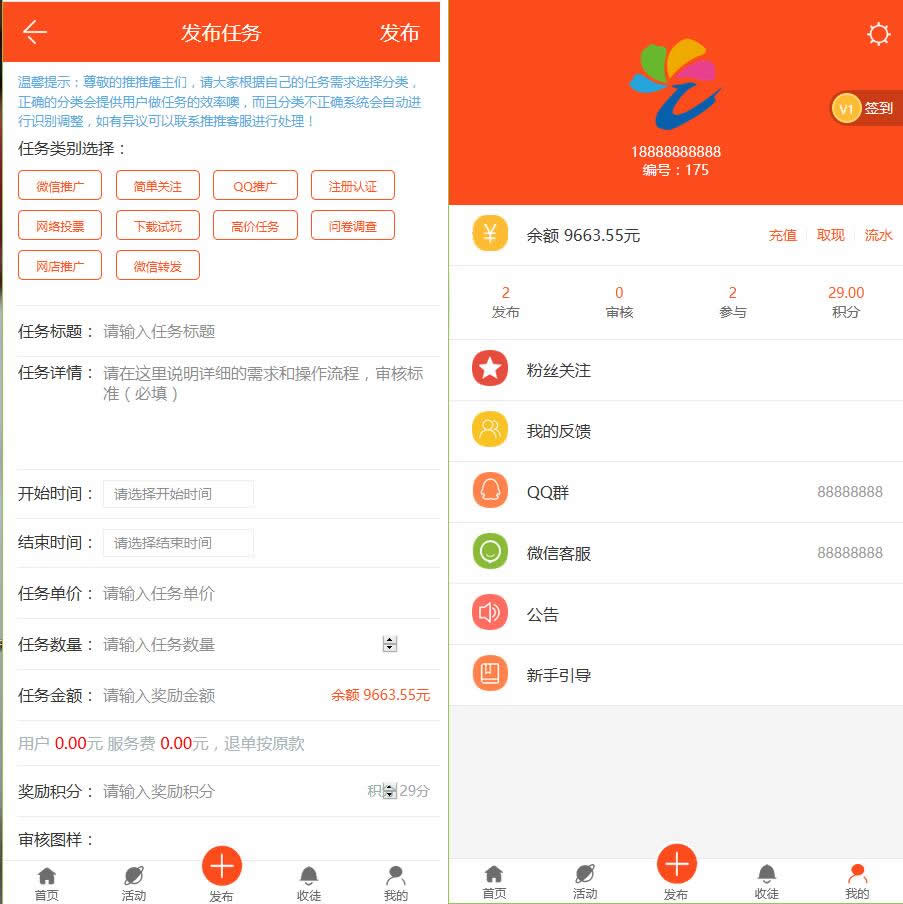 发布任务
发布
温馨提示：尊敬的推推雇主们，请大家根据自己的任务需求选择分类，
正确的分类会提供用户做任务的效率噢，而且分类不正确系统会自动进
行识别调整，如有异议可以联系推推客服进行处理！
任务类别选择：
微信推广 简单关注 QQ推广 注册认证
网络投票 下载试玩 高价任务 问卷调查
网店推广 微信转发
任务标题： 请输入任务标题
任务详情： 请在这里说明详细的需求和操作流程，审核标
准（必填）
开始时间： 请选择开始时间
结束时间： 请选择结束时间
任务单价： 请输入任务单价
任务数量： 请输入任务数量
任务金额： 请输入奖励金额 余额 9663.55元
用户 0.00元 服务费 0.00元，退单按原款
奖励积分： 请输入奖励积分 积 29分
审核图样：
首页 活动 发布 收徒 我的
V1 签到
18888888888
编号：175
¥ 余额 9663.55元 充值 取现 流水
2 0 2 29.00
发布 审核 参与 积分
粉丝关注
我的反馈
QQ群 88888888
微信客服 88888888
公告
新手引导
首页 活动 发布 收徒 我的